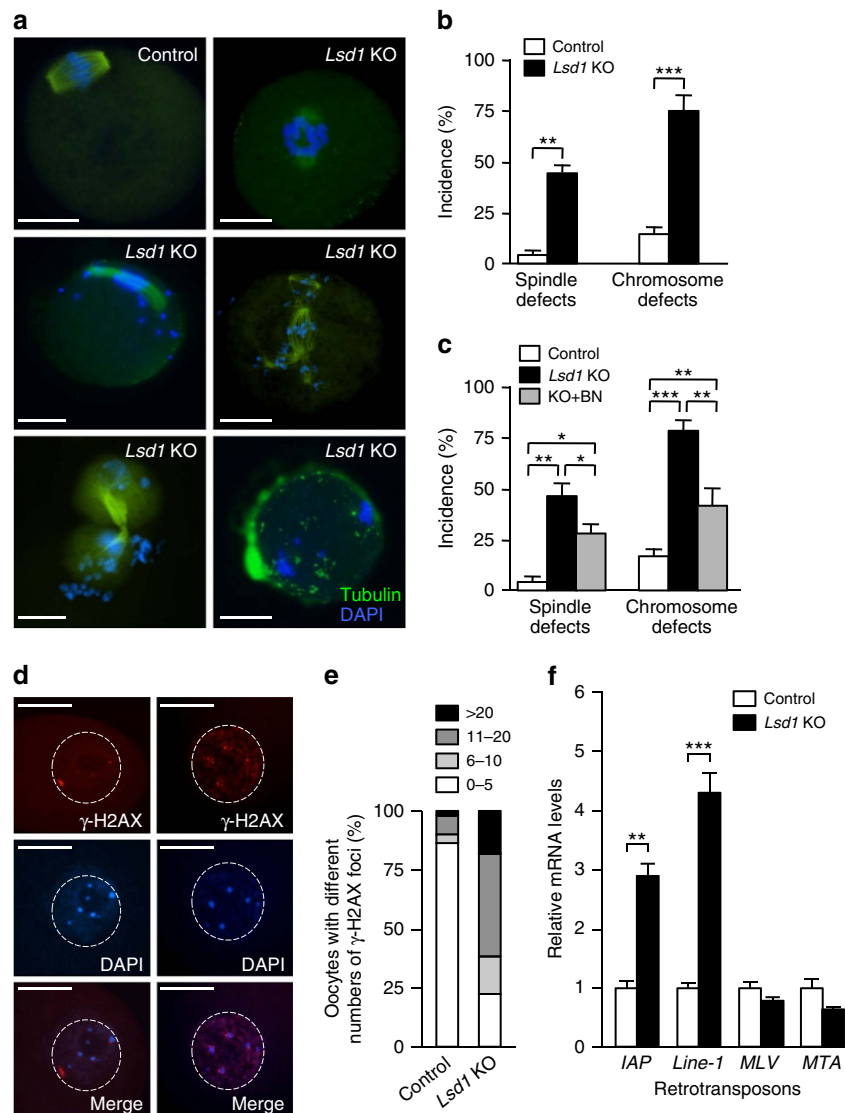 a
Control
Lsd1 KO
Lsd1 KO
Lsd1 KO
Lsd1 KO
Lsd1 KO
Tubulin
DAPI
b
Control
Lsd1 KO
Incidence (%)
100
75
50
25
0
**
***
Spindle defects
Chromosome defects
c
Control
Lsd1 KO
KO+BN
Incidence (%)
100
75
50
25
0
*
**
*
**
***
**
Spindle defects
Chromosome defects
d
γ-H2AX
γ-H2AX
DAPI
DAPI
Merge
Merge
e
>20
11–20
6–10
0–5
Oocytes with different
numbers of γ-H2AX foci (%)
100
75
50
25
0
Control
Lsd1 KO
f
Control
Lsd1 KO
Relative mRNA levels
6
5
4
3
2
1
0
**
***
IAP
Line-1
MLV
MTA
Retrotransposons